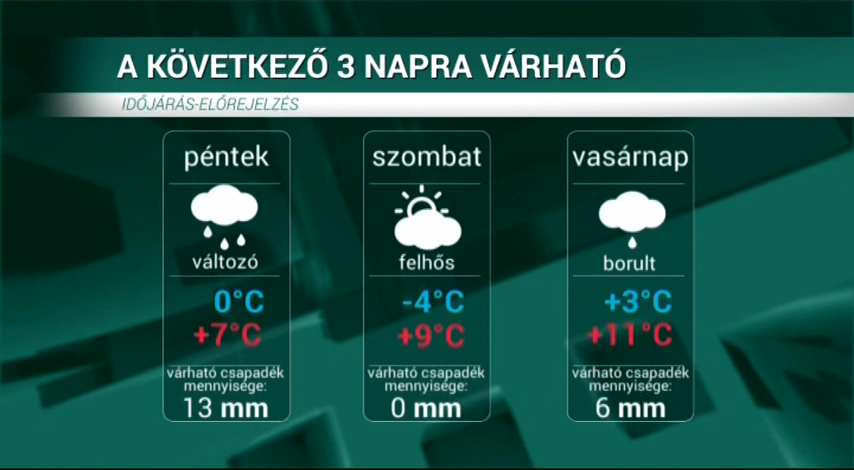 A KÖVETKEZŐ 3 NAPRA VÁRHATÓ
IDŐJÁRÁS-ELŐREJELZÉS
péntek
változó
0°C
+7°C
várható csapadék
mennyisége:
13 mm
szombat
felhős
-4°C
+9°C
várható csapadék
mennyisége:
0 mm
vasárnap
borult
+3°C
+11°C
várható csapadék
mennyisége:
6 mm